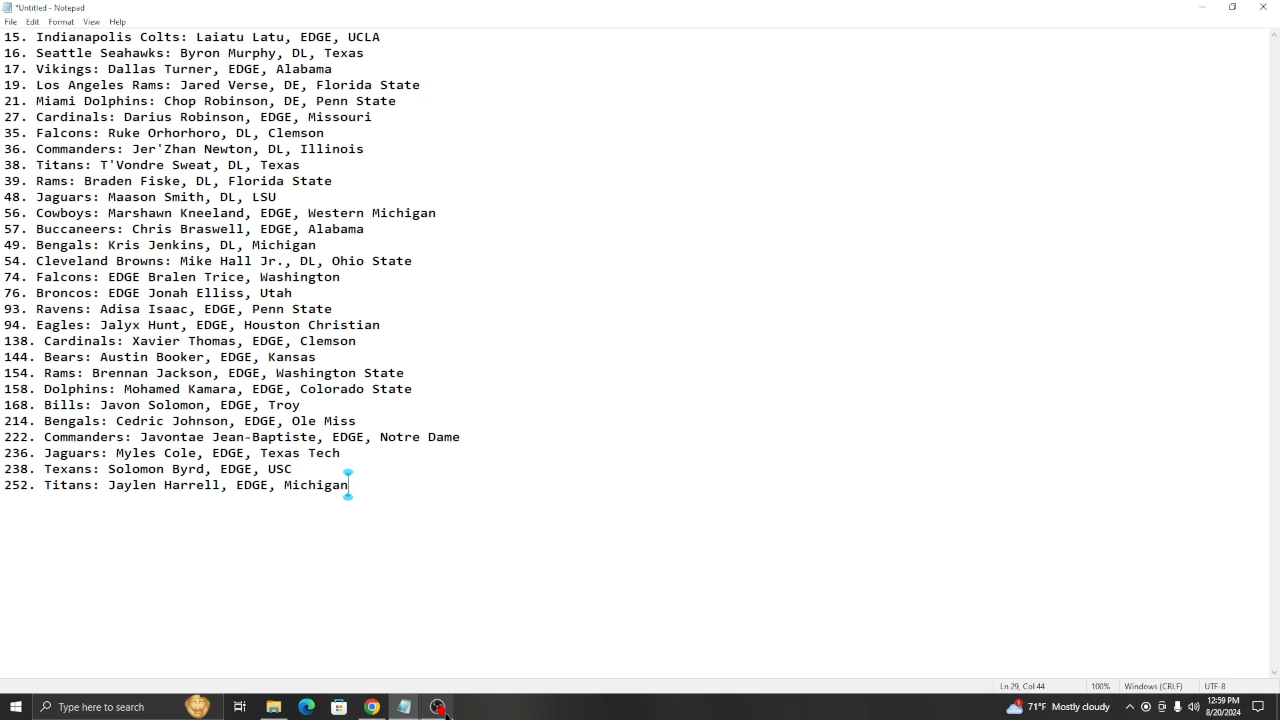 *Untitled - Notepad
File Edit Format View Help
15. Indianapolis Colts: Laiatu Latu, EDGE, UCLA
16. Seattle Seahawks: Byron Murphy, DL, Texas
17. Vikings: Dallas Turner, EDGE, Alabama
19. Los Angeles Rams: Jared Verse, DE, Florida State
21. Miami Dolphins: Chop Robinson, DE, Penn State
27. Cardinals: Darius Robinson, EDGE, Missouri
35. Falcons: Ruke Orhorhoro, DL, Clemson
36. Commanders: Jer'Zhan Newton, DL, Illinois
38. Titans: T'Vondre Sweat, DL, Texas
39. Rams: Braden Fiske, DL, Florida State
48. Jaguars: Maason Smith, DL, LSU
56. Cowboys: Marshawn Kneeland, EDGE, Western Michigan
57. Buccaneers: Chris Braswell, EDGE, Alabama
49. Bengals: Kris Jenkins, DL, Michigan
54. Cleveland Browns: Mike Hall Jr., DL, Ohio State
74. Falcons: EDGE Bralen Trice, Washington
76. Broncos: EDGE Jonah Elliss, Utah
93. Ravens: Adisa Isaac, EDGE, Penn State
94. Eagles: Jalyx Hunt, EDGE, Houston Christian
138. Cardinals: Xavier Thomas, EDGE, Clemson
144. Bears: Austin Booker, EDGE, Kansas
154. Rams: Brennan Jackson, EDGE, Washington State
158. Dolphins: Mohamed Kamara, EDGE, Colorado State
168. Bills: Javon Solomon, EDGE, Troy
214. Bengals: Cedric Johnson, EDGE, Ole Miss
222. Commanders: Javontae Jean-Baptiste, EDGE, Notre Dame
236. Jaguars: Myles Cole, EDGE, Texas Tech
238. Texans: Solomon Byrd, EDGE, USC
252. Titans: Jaylen Harrell, EDGE, Michigan
Ln 29, Col 44 100% Windows (CRLF) UTF-8
Type here to search 71°F Mostly cloudy 12:59 PM
8/20/2024